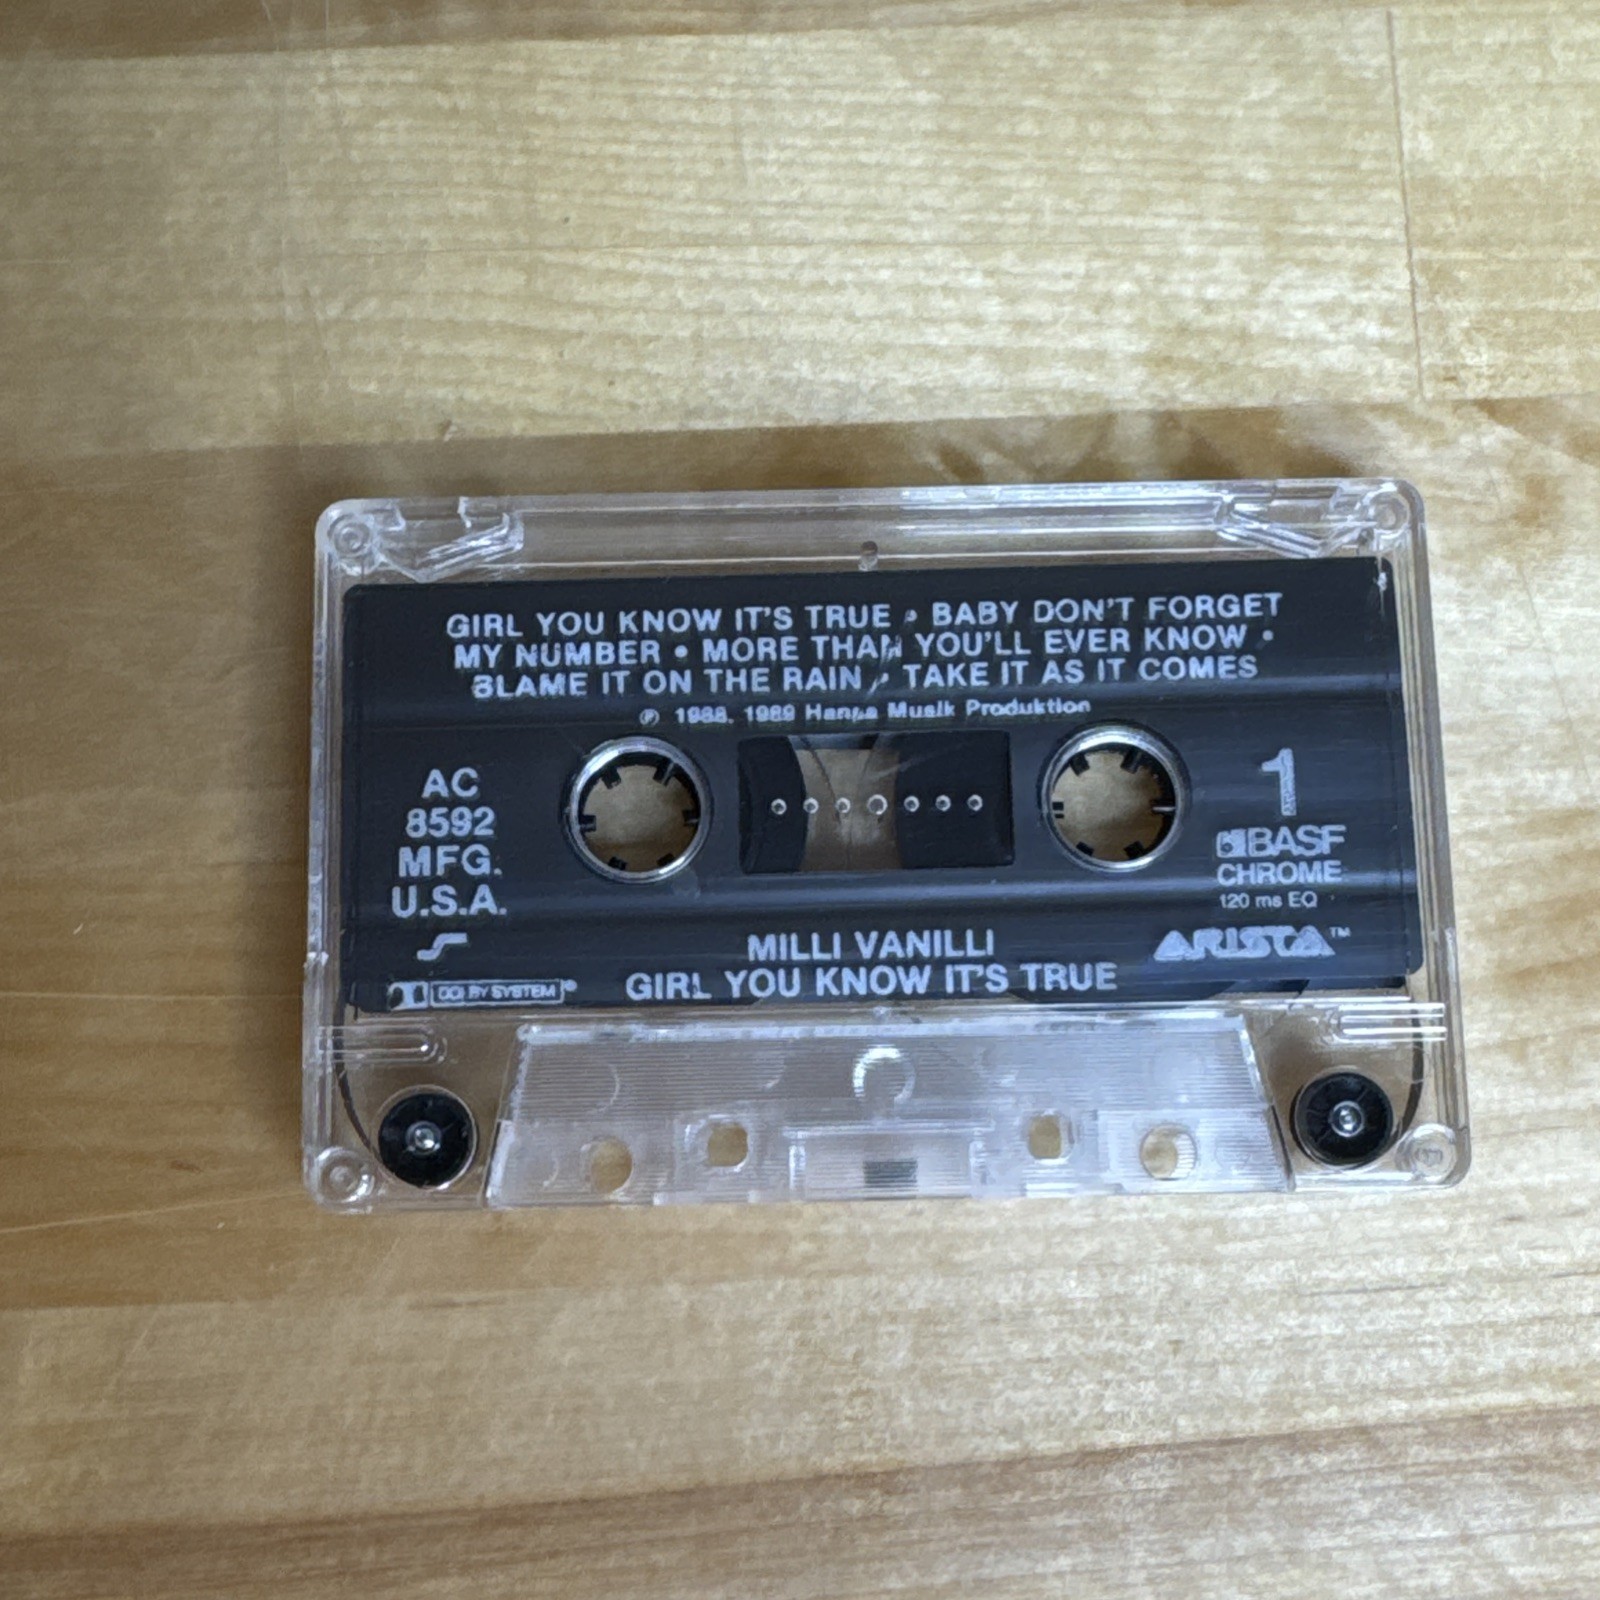 GIRL YOU KNOW IT'S TRUE • BABY DON'T FORGET
MY NUMBER • MORE THAN YOU'LL EVER KNOW •
BLAME IT ON THE RAIN • TAKE IT AS IT COMES
℗ 1988, 1989 Hansa Musik Produktion
AC
8592
MFG.
U.S.A.
1
BASF
CHROME
120 ms EQ
MILLI VANILLI
GIRL YOU KNOW IT'S TRUE
ARISTA™
DOLBY SYSTEM®